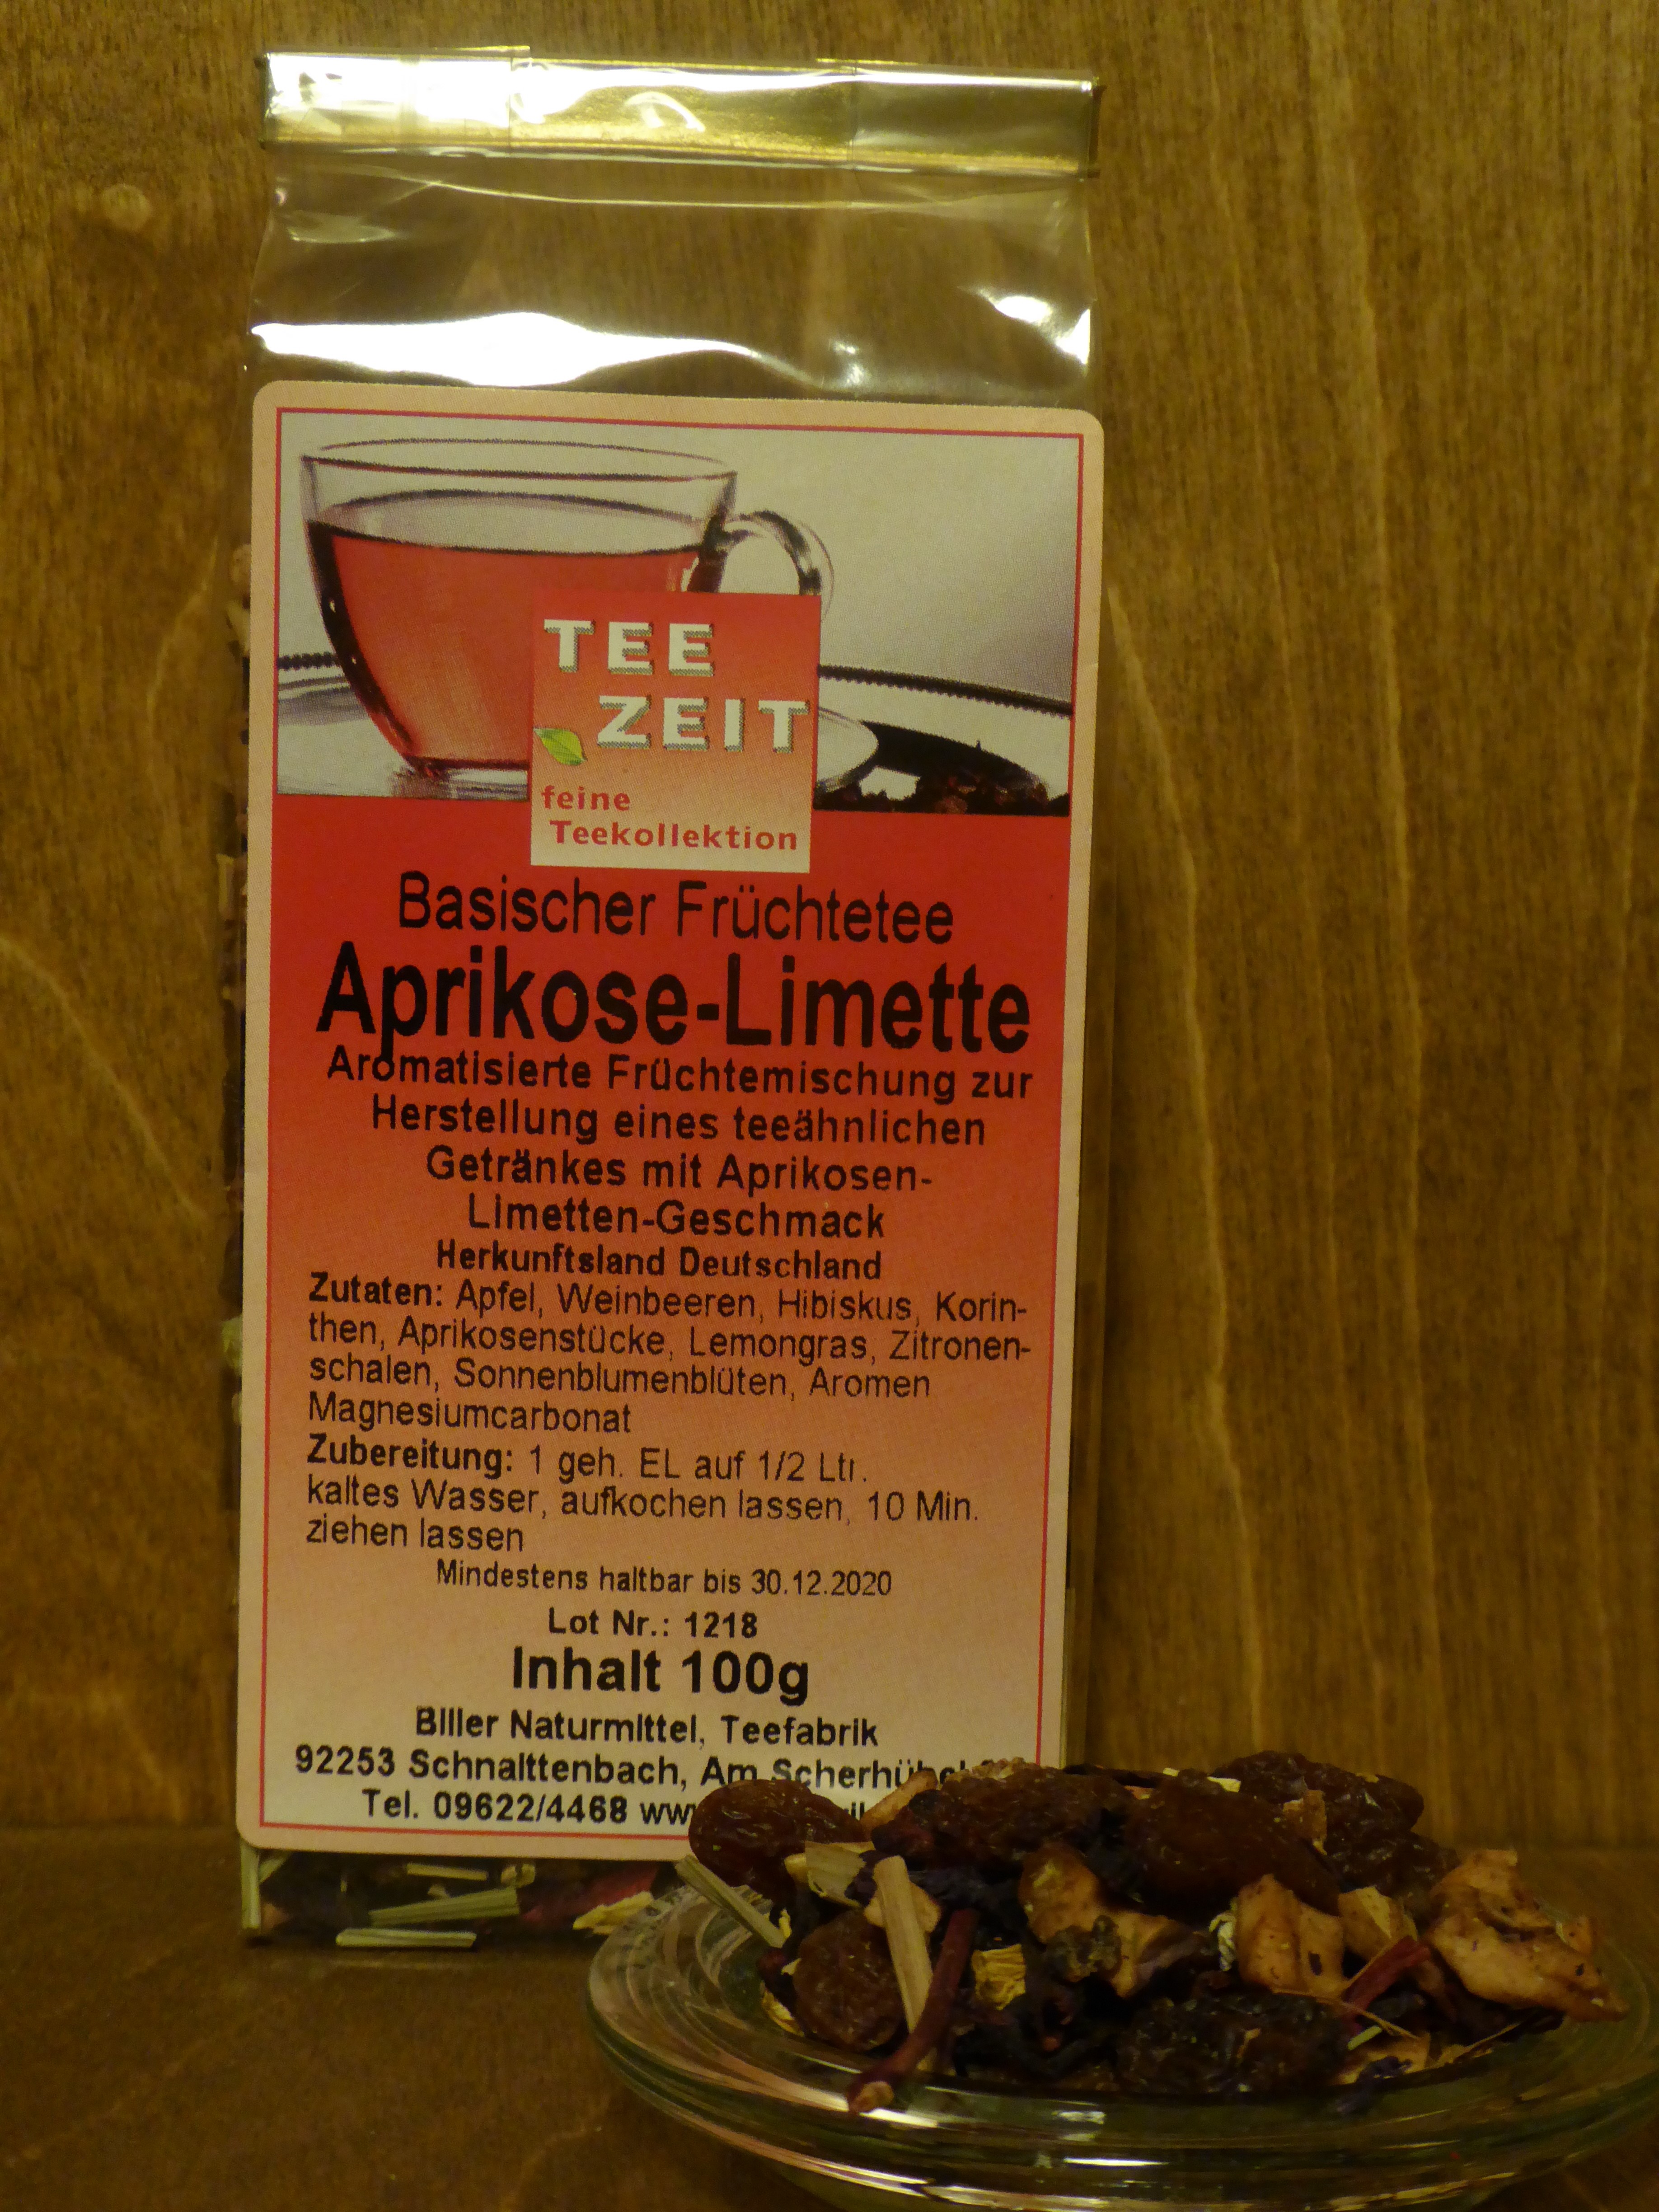 TEE
ZEIT
feine
Teekollektion
Basischer Früchtetee
Aprikose-Limette
Aromatisierte Früchtemischung zur
Herstellung eines teeähnlichen
Getränkes mit Aprikosen-
Limetten-Geschmack
Herkunftsland Deutschland
Zutaten: Apfel, Weinbeeren, Hibiskus, Korin-
then, Aprikosenstücke, Lemongras, Zitronen-
schalen, Sonnenblumenblüten, Aromen
Magnesiumcarbonat
Zubereitung: 1 geh. EL auf 1/2 Ltr.
kaltes Wasser, aufkochen lassen, 10 Min.
ziehen lassen
Mindestens haltbar bis 30.12.2020
Lot Nr.: 1218
Inhalt 100g
Biller Naturmittel, Teefabrik
92253 Schnaittenbach, Am
Tel. 09622/4468